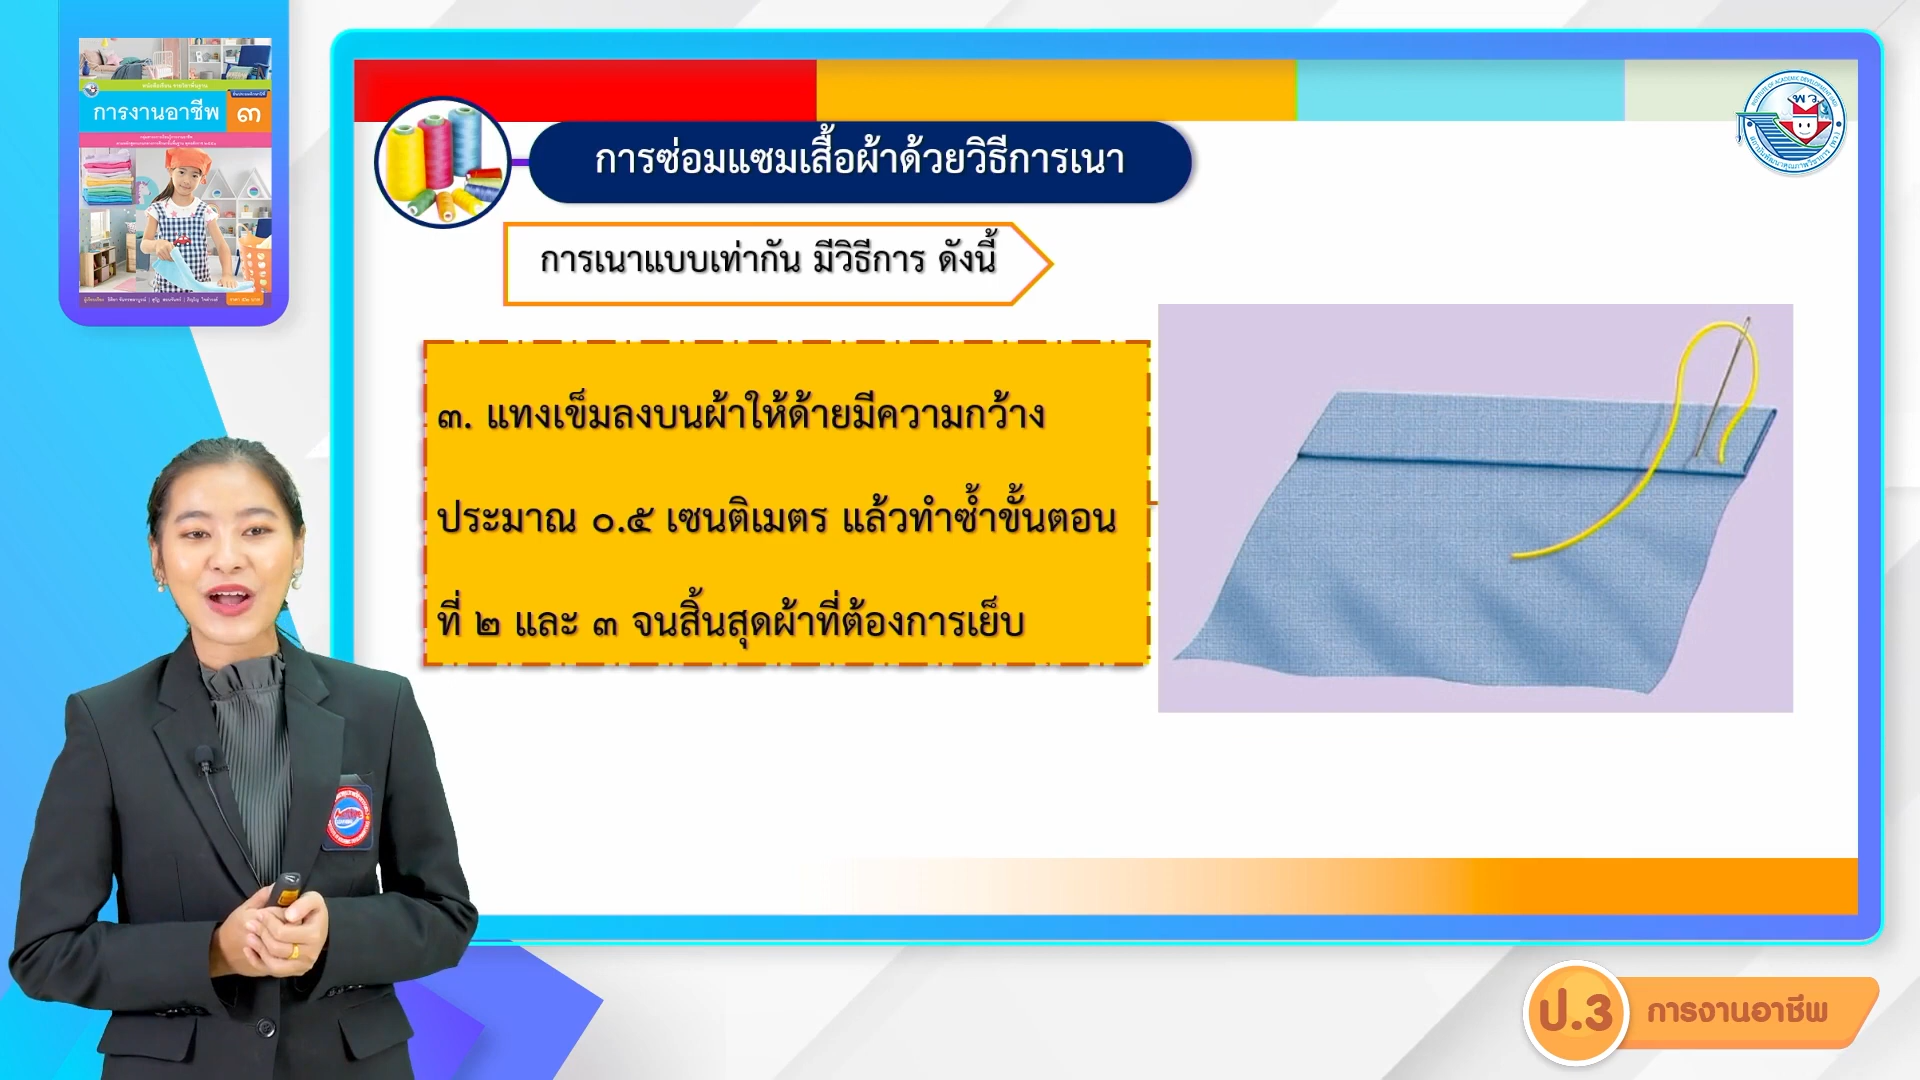 การงานอาชีพ ๓
การซ่อมแซมเสื้อผ้าด้วยวิธีการเนา
การเนาแบบเท่ากัน มีวิธีการ ดังนี้
๓. แทงเข็มลงบนผ้าให้ด้ายมีความกว้าง
ประมาณ ๐.๕ เซนติเมตร แล้วทำซ้ำขั้นตอน
ที่ ๒ และ ๓ จนสิ้นสุดผ้าที่ต้องการเย็บ
พว.
ป.3 การงานอาชีพ